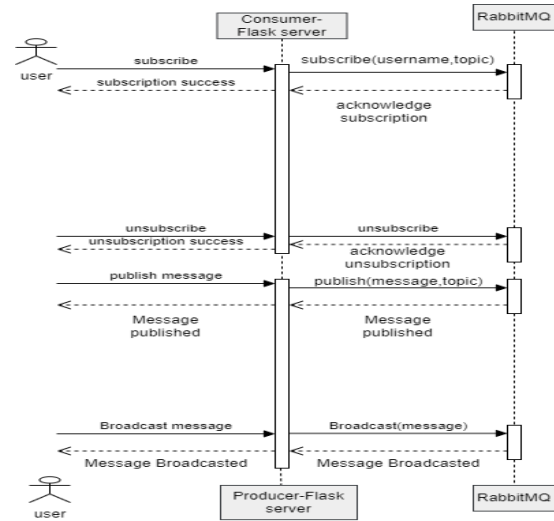 Consumer-
Flask server
RabbitMQ
user
subscribe
subscribe(username,topic)
subscription success
acknowledge
subscription
unsubscribe
unsubscribe
unsubscription success
acknowledge
unsubscription
publish message
publish(message,topic)
Message
published
Message
published
Broadcast message
Broadcast(message)
Message Broadcasted
Message Broadcasted
user
Producer-Flask
server
RabbitMQ